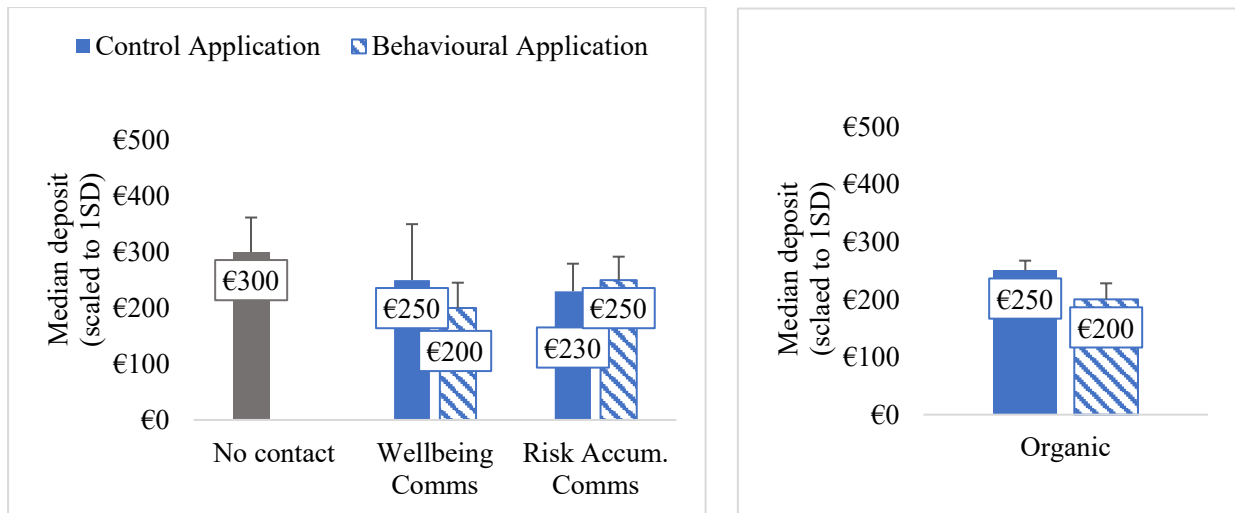 Control Application Behavioural Application
Median deposit
(scaled to 1SD)
€500
€400
€300
€200
€100
€0
€300
€250
€200
€230
€250
No contact
Wellbeing
Comms
Risk Accum.
Comms
Median deposit
(sclaed to 1SD)
€500
€400
€300
€200
€100
€0
€250
€200
Organic